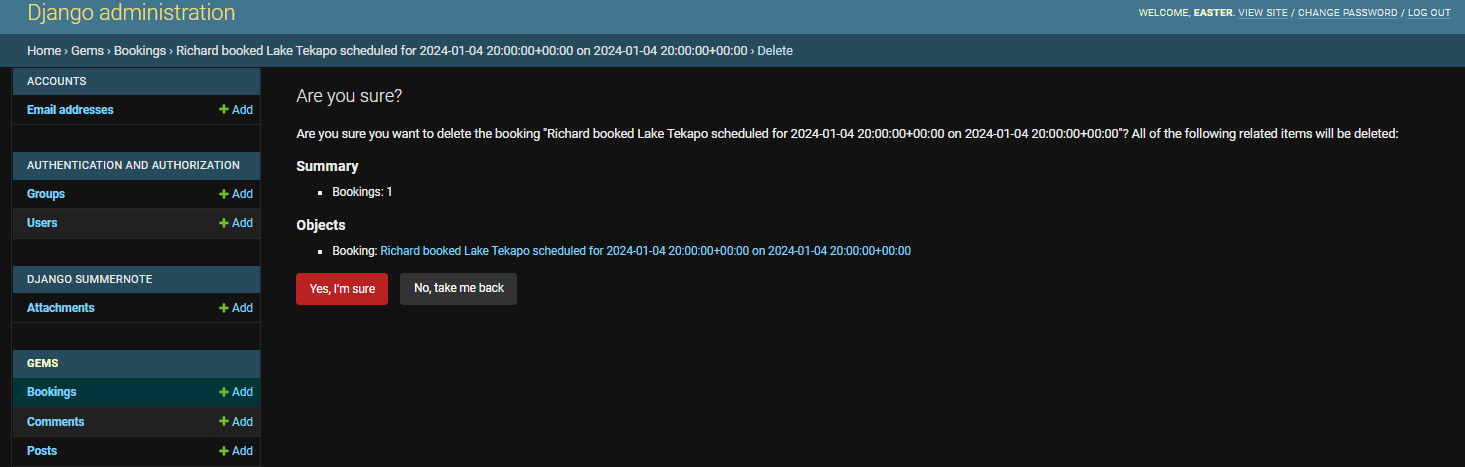 Django administration
WELCOME, EASTER. VIEW SITE / CHANGE PASSWORD / LOG OUT
Home › Gems › Bookings › Richard booked Lake Tekapo scheduled for 2024-01-04 20:00:00+00:00 on 2024-01-04 20:00:00+00:00 › Delete
ACCOUNTS
Email addresses + Add
AUTHENTICATION AND AUTHORIZATION
Groups + Add
Users + Add
DJANGO SUMMERNOTE
Attachments + Add
GEMS
Bookings + Add
Comments + Add
Posts + Add
Are you sure?
Are you sure you want to delete the booking "Richard booked Lake Tekapo scheduled for 2024-01-04 20:00:00+00:00 on 2024-01-04 20:00:00+00:00"? All of the following related items will be deleted:
Summary
Bookings: 1
Objects
Booking: Richard booked Lake Tekapo scheduled for 2024-01-04 20:00:00+00:00 on 2024-01-04 20:00:00+00:00
Yes, I'm sure No, take me back